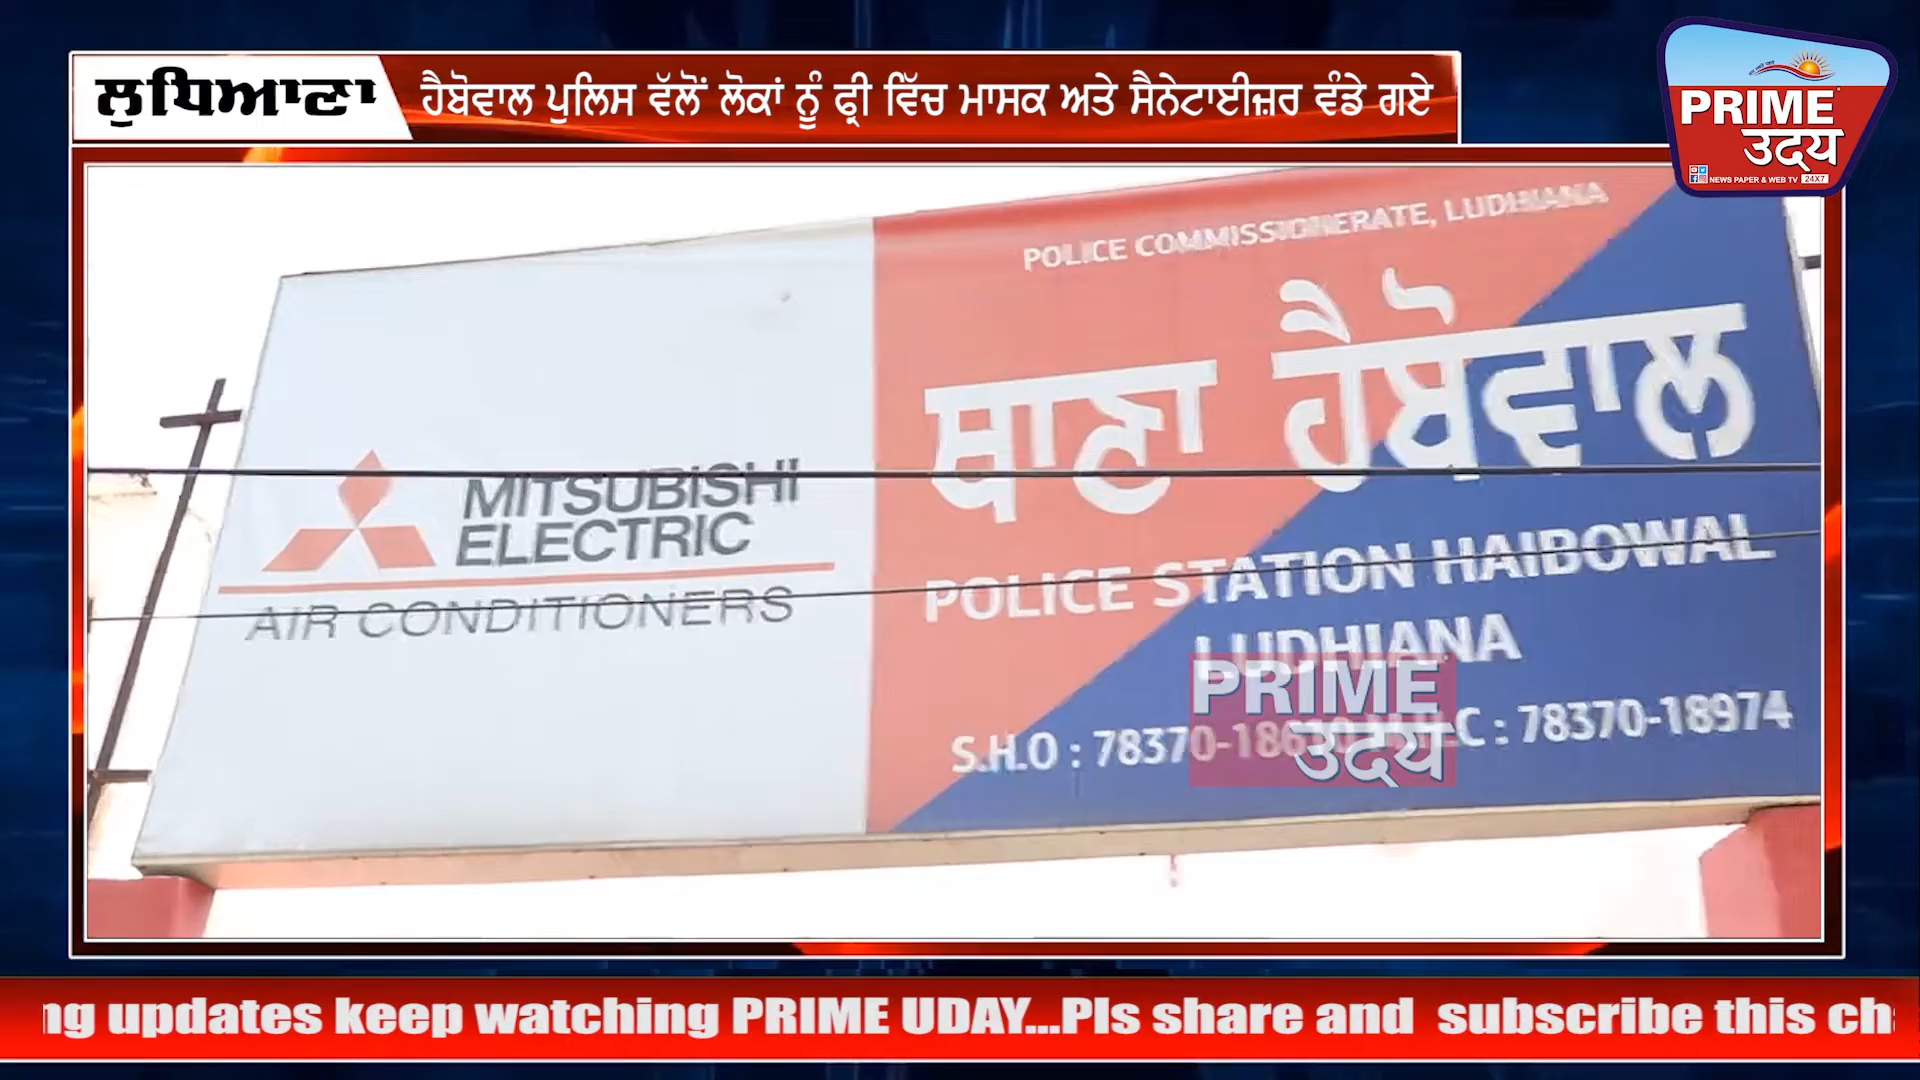 ਲੁਧਿਆਣਾ
ਹੈਬੋਵਾਲ ਪੁਲਿਸ ਵੱਲੋਂ ਲੋਕਾਂ ਨੂੰ ਫ੍ਰੀ ਵਿੱਚ ਮਾਸਕ ਅਤੇ ਸੈਨੇਟਾਈਜ਼ਰ ਵੰਡੇ ਗਏ
PRIME
उदय
NEWS PAPER & WEB TV 24X7
POLICE COMMISSIONERATE, LUDHIANA
ਥਾਣਾ ਹੈਬੋਵਾਲ
MITSUBISHI
ELECTRIC
AIR CONDITIONERS
POLICE STATION HAIBOWAL
LUDHIANA
PRIME
उदय
S.H.O : 78370-18610 C : 78370-18974
ng updates keep watching PRIME UDAY...Pls share and subscribe this ch